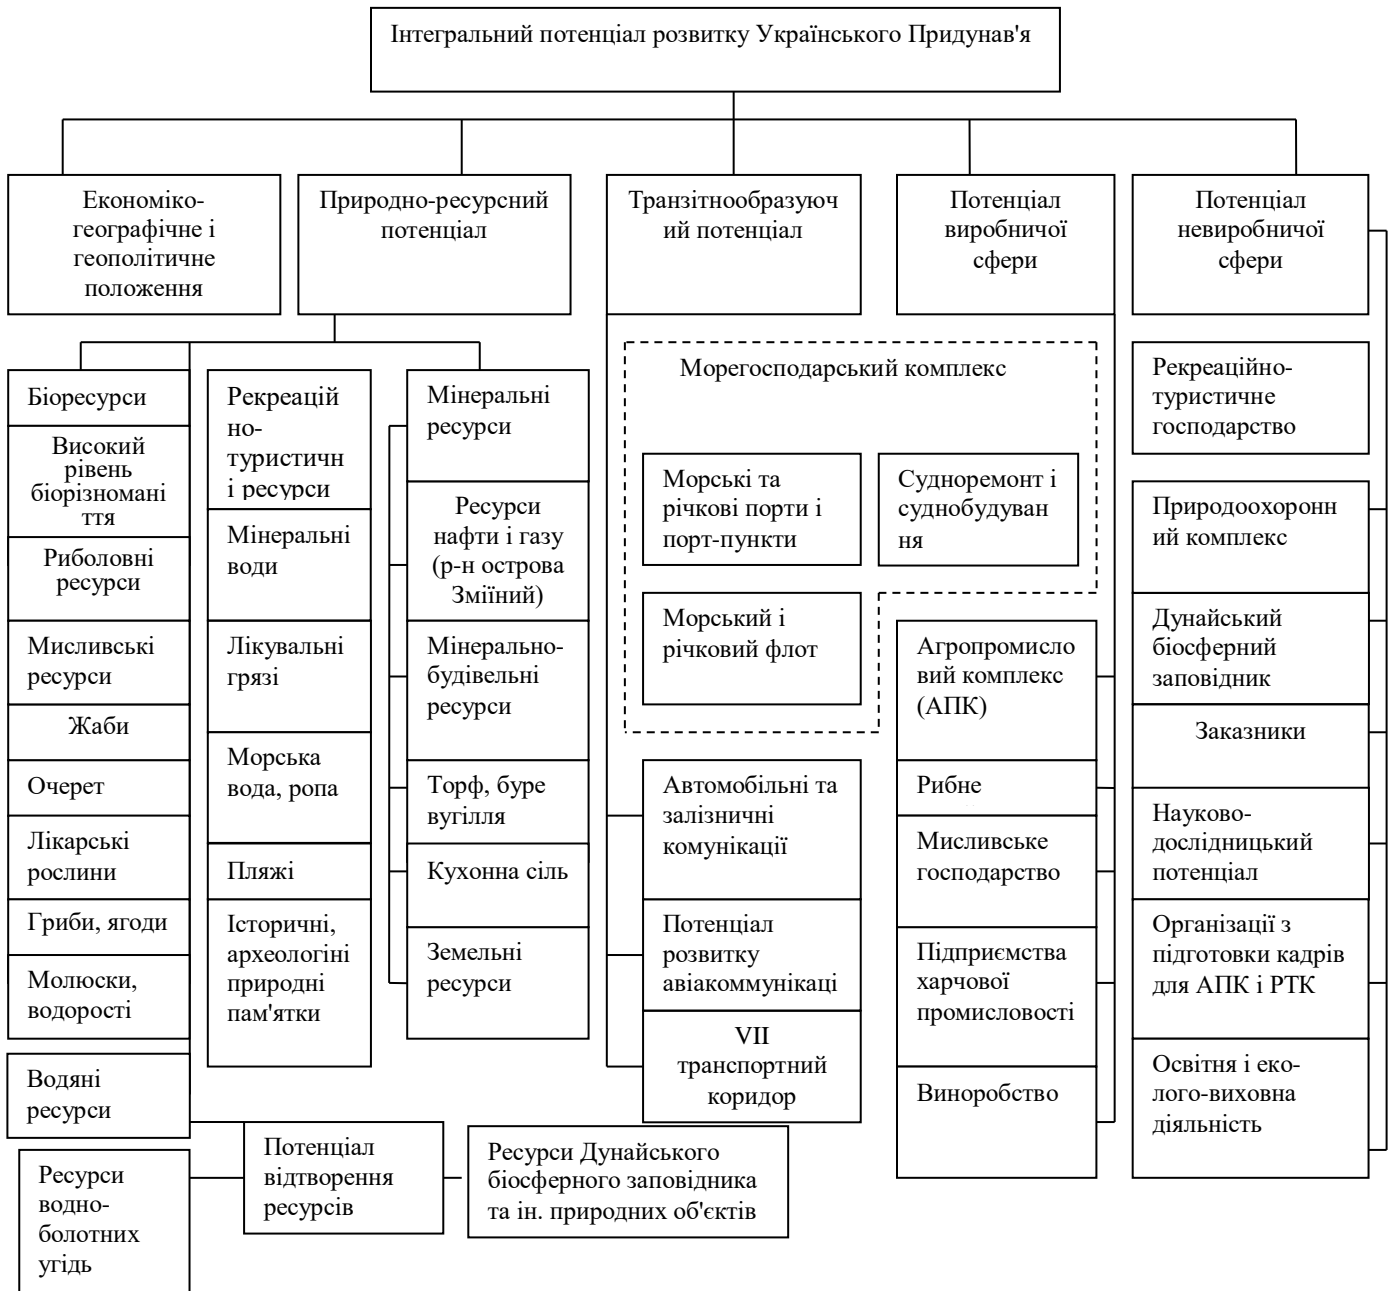 Інтегральний потенціал розвитку Українського Придунав'я
Економіко-
географічне і
геополітичне
положення
Природно-ресурсний
потенціал
Транзітнообразуюч
ий потенціал
Потенціал
виробничої
сфери
Потенціал
невиробничої
сфери
Біоресурси
Високий
рівень
біорізномані
ття
Риболовні
ресурси
Мисливські
ресурси
Жаби
Очерет
Лікарські
рослини
Гриби, ягоди
Молюски,
водорості
Водяні
ресурси
Ресурси
водно-
болотних
угідь
Рекреацій
но-
туристичн
і ресурси
Мінеральні
води
Лікувальні
грязі
Морська
вода, ропа
Пляжі
Історичні,
археологіні
природні
пам'ятки
Потенціал
відтворення
ресурсів
Мінеральні
ресурси
Ресурси
нафти і газу
(р-н острова
Зміїний)
Мінерально-
будівельні
ресурси
Торф, буре
вугілля
Кухонна сіль
Земельні
ресурси
Ресурси Дунайського
біосферного заповідника
та ін. природних об'єктів
Морегосподарський комплекс
Морські та
річкові порти і
порт-пункти
Судноремонт і
суднобудуван
ня
Морський і
річковий флот
Автомобільні та
залізничні
комунікації
Потенціал
розвитку
авіакоммунікаці
VII
транспортний
коридор
Агропромисло
вий комплекс
(АПК)
Рибне
Мисливське
господарство
Підприємства
харчової
промисловості
Виноробство
Рекреаційно-
туристичне
господарство
Природоохоронн
ий комплекс
Дунайський
біосферний
заповідник
Заказники
Науково-
дослідницький
потенціал
Організації з
підготовки кадрів
для АПК і РТК
Освітня і еко-
лого-виховна
діяльність